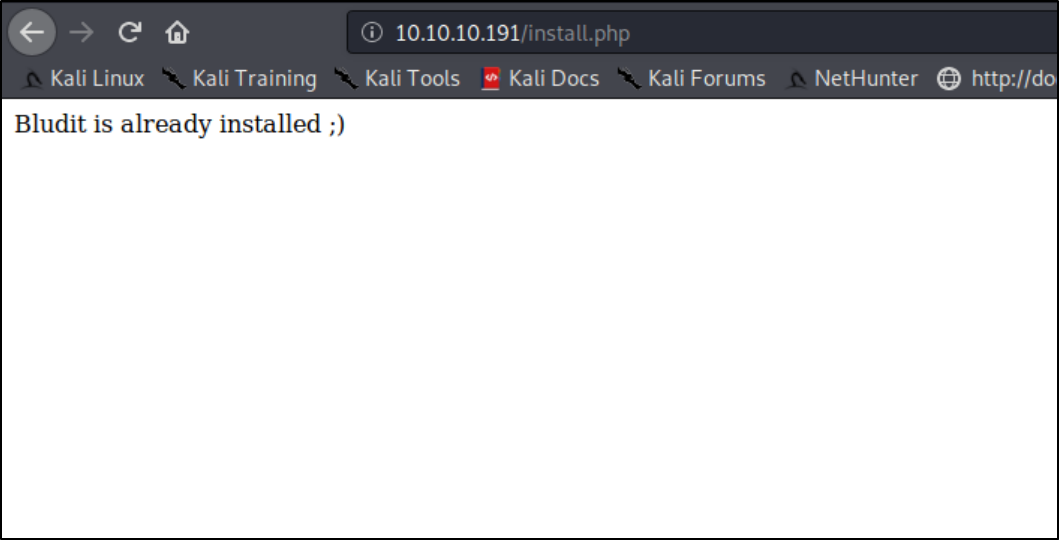 10.10.10.191/install.php
Kali Linux Kali Training Kali Tools Kali Docs Kali Forums NetHunter http://do
Bludit is already installed ;)